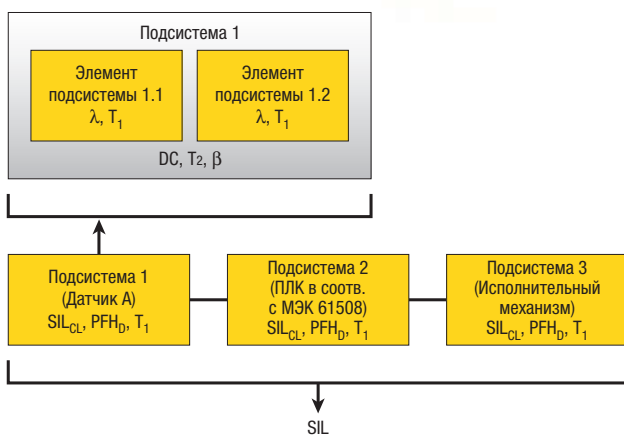 Подсистема 1
Элемент
подсистемы 1.1
λ, T1
Элемент
подсистемы 1.2
λ, T1
DC, T2, β
Подсистема 1
(Датчик А)
SILCL, PFHD, T1
Подсистема 2
(ПЛК в соотв.
с МЭК 61508)
SILCL, PFHD, T1
Подсистема 3
(Исполнительный
механизм)
SILCL, PFHD, T1
SIL